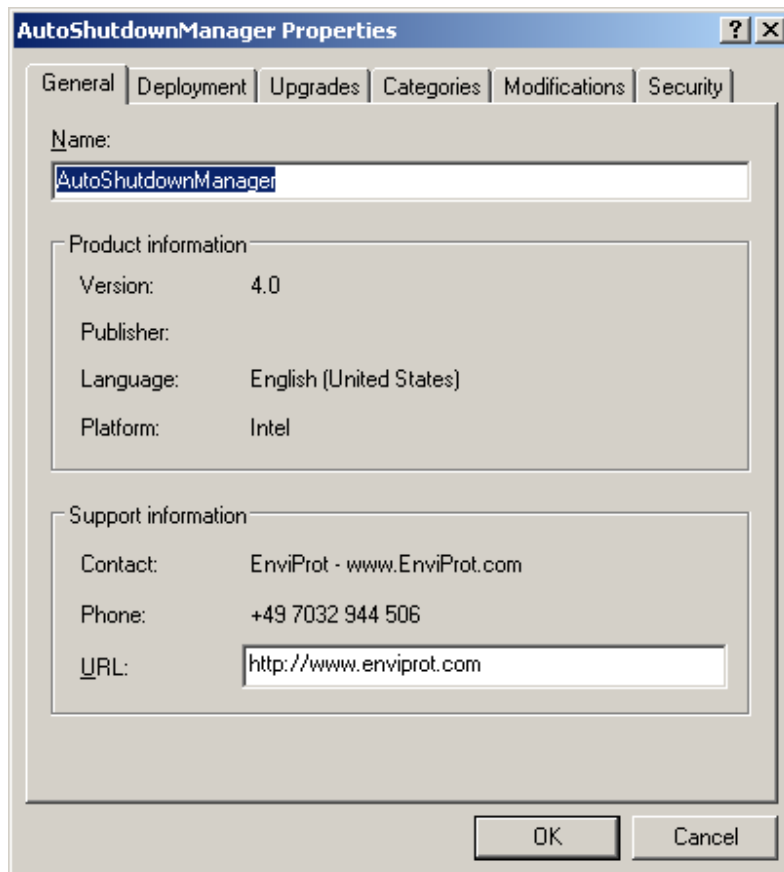 AutoShutdownManager Properties
General Deployment Upgrades Categories Modifications Security
Name:
AutoShutdownManager
Product information
Version: 4.0
Publisher:
Language: English (United States)
Platform: Intel
Support information
Contact: EnviProt - www.EnviProt.com
Phone: +49 7032 944 506
URL: http://www.enviprot.com
OK Cancel